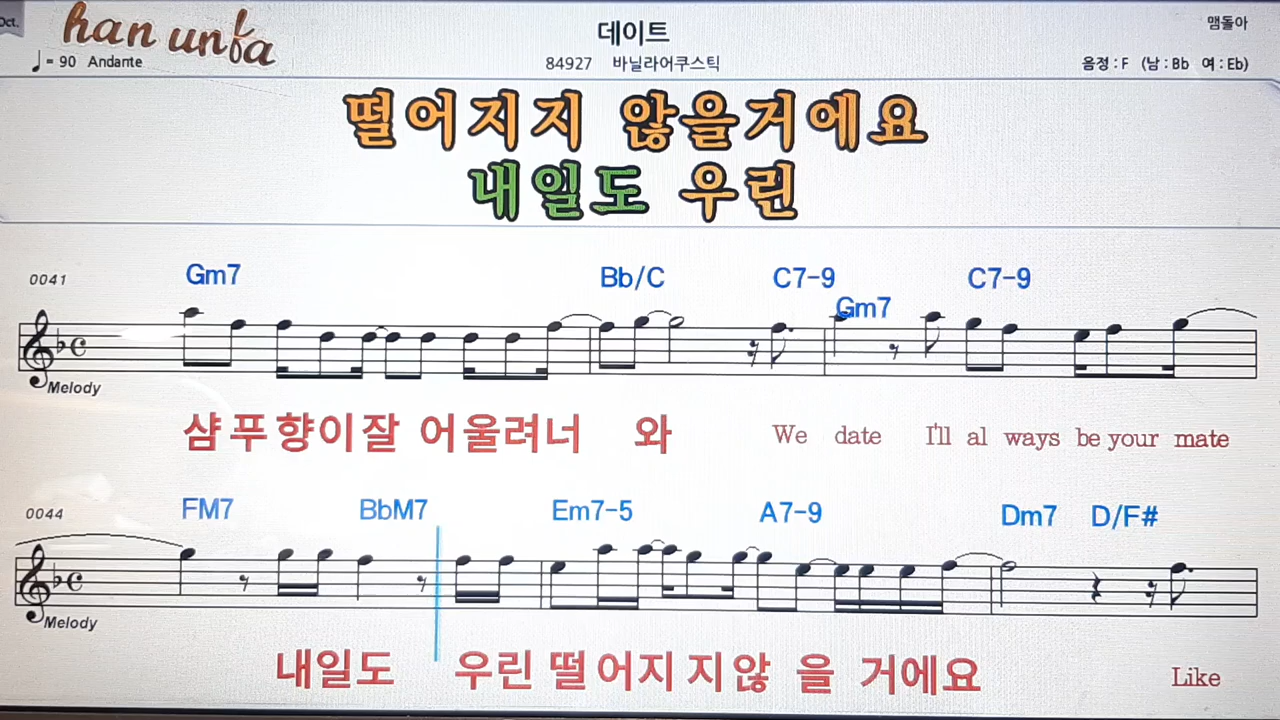 Oct.
han unfa
데이트
맴돌아
♩= 90 Andante
84927 바닐라어쿠스틱
음정 : F (남 : Bb 여 : Eb)
떨어지지 않을거에요
내일도 우린
0041 Gm7 Bb/C C7-9 Gm7 C7-9
Melody
샴푸향이잘 어울려너 와 We date I'll al ways be your mate
0044 FM7 BbM7 Em7-5 A7-9 Dm7 D/F#
Melody
내일도 우린 떨 어지 지않 을 거에요 Like